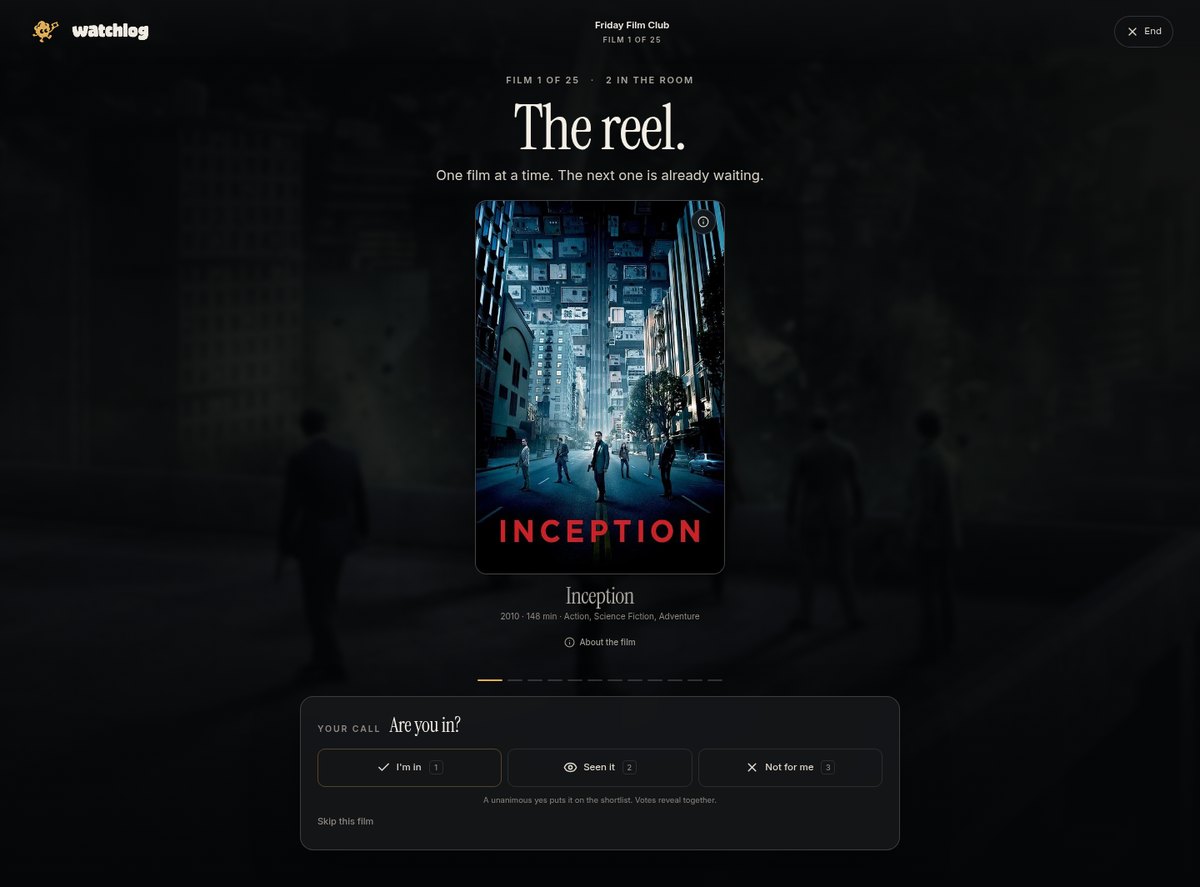 watchlog
Friday Film Club
FILM 1 OF 25
End
FILM 1 OF 25 · 2 IN THE ROOM
The reel.
One film at a time. The next one is already waiting.
INCEPTION
Inception
2010 · 148 min · Action, Science Fiction, Adventure
About the film
YOUR CALL Are you in?
I'm in 1
Seen it 2
Not for me 3
A unanimous yes puts it on the shortlist. Votes reveal together.
Skip this film